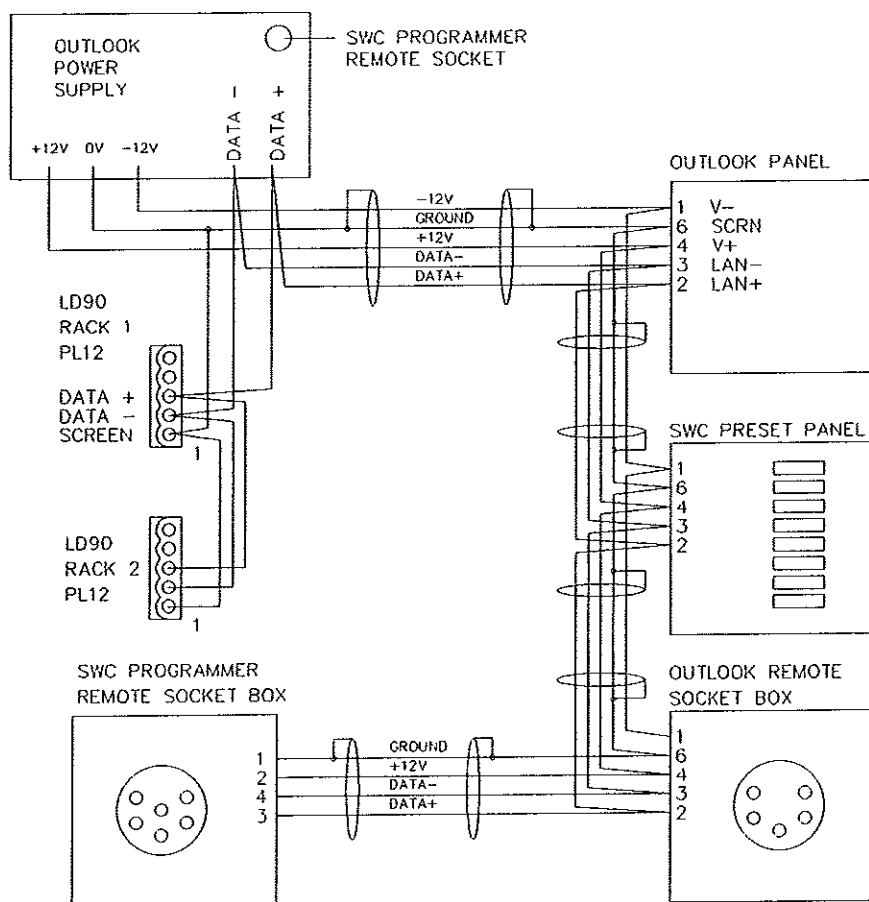 OUTLOOK
POWER
SUPPLY
SWC PROGRAMMER
REMOTE SOCKET
+12V 0V -12V
DATA -
DATA +
OUTLOOK PANEL
-12V
GROUND
+12V
DATA-
DATA+
1 V-
6 SCRN
4 V+
3 LAN-
2 LAN+
LD90
RACK 1
PL12
DATA +
DATA -
SCREEN
1
SWC PRESET PANEL
1
6
4
3
2
LD90
RACK 2
PL12
1
SWC PROGRAMMER
REMOTE SOCKET BOX
OUTLOOK REMOTE
SOCKET BOX
1
2
4
3
GROUND
+12V
DATA-
DATA+
1
6
4
3
2